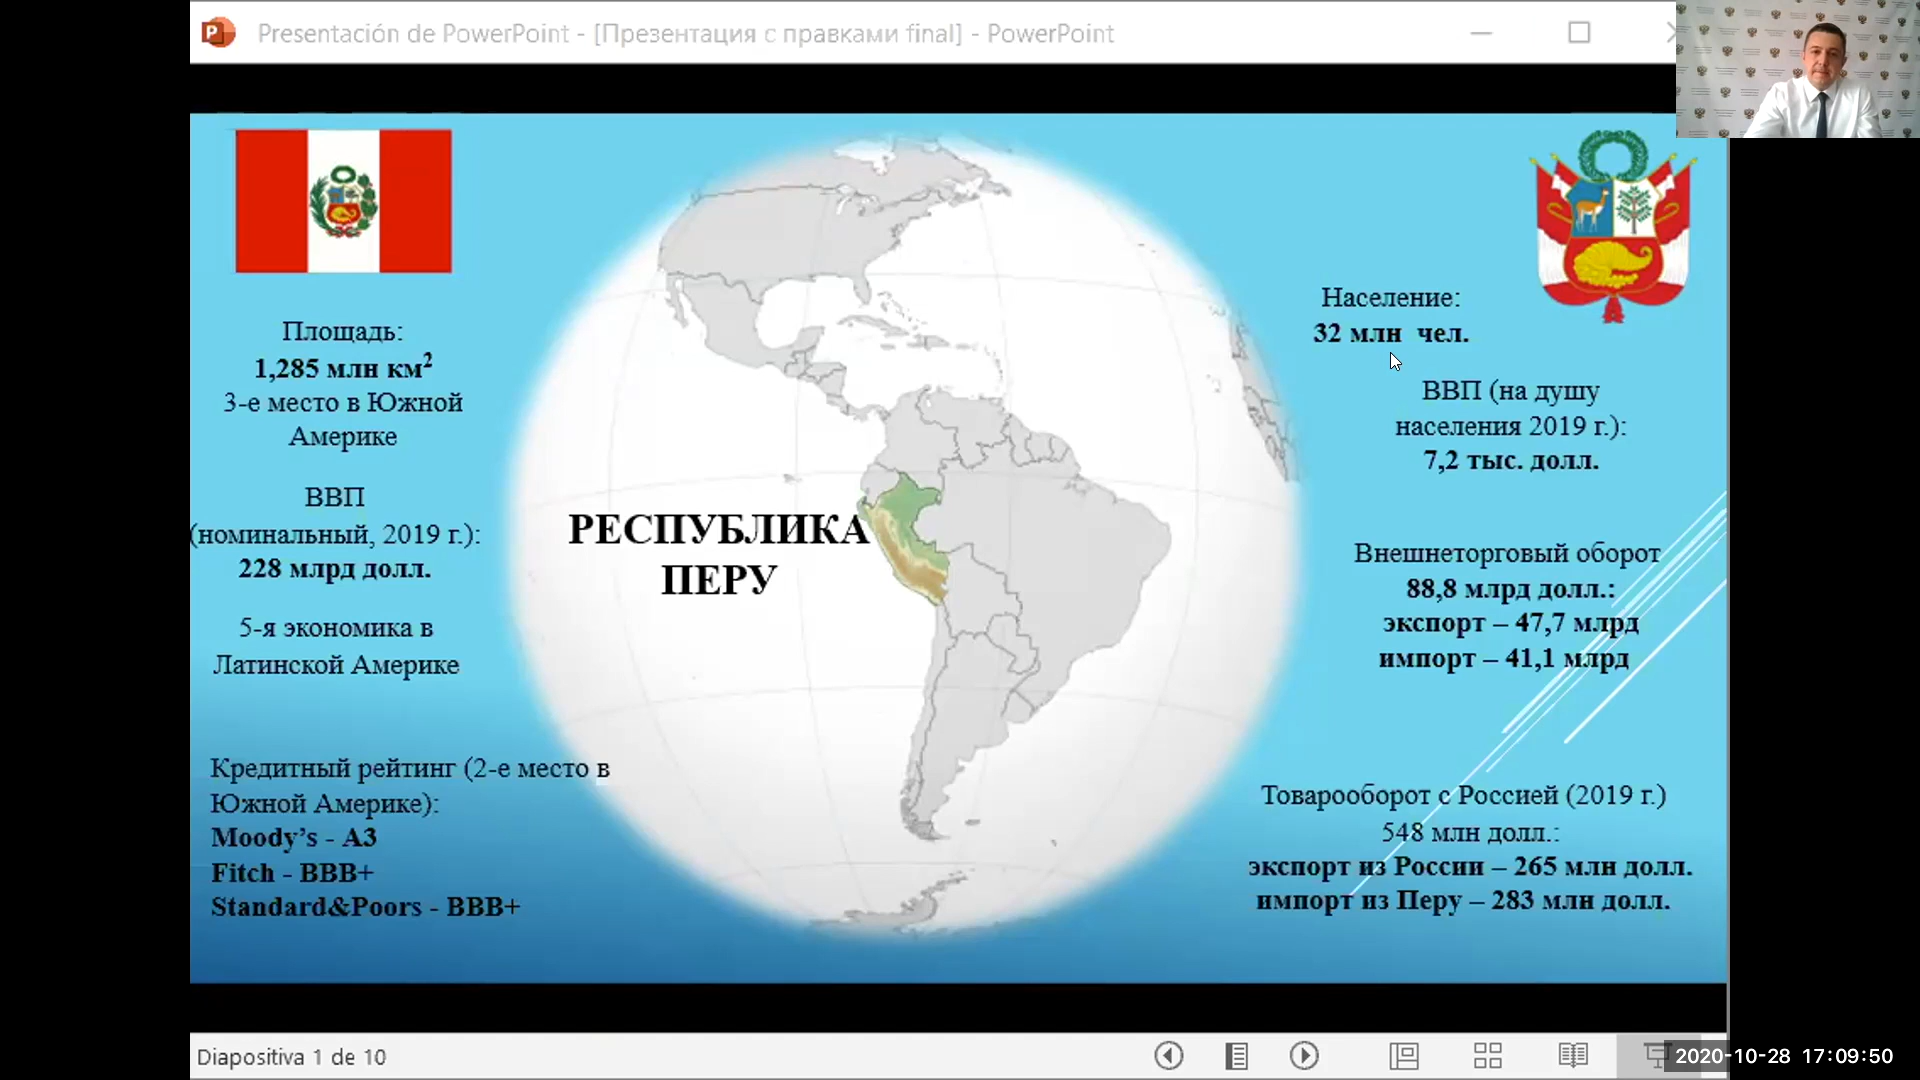 Presentación de PowerPoint - [Презентация с правками final] - PowerPoint
Площадь:
1,285 млн км²
3-е место в Южной
Америке
ВВП
(номинальный, 2019 г.):
228 млрд долл.
5-я экономика в
Латинской Америке
Кредитный рейтинг (2-е место в
Южной Америке):
Moody’s - A3
Fitch - BBB+
Standard&Poors - BBB+
РЕСПУБЛИКА
ПЕРУ
Население:
32 млн чел.
ВВП (на душу
населения 2019 г.):
7,2 тыс. долл.
Внешнеторговый оборот
88,8 млрд долл.:
экспорт – 47,7 млрд
импорт – 41,1 млрд
Товарооборот с Россией (2019 г.)
548 млн долл.:
экспорт из России – 265 млн долл.
импорт из Перу – 283 млн долл.
Diapositiva 1 de 10
2020-10-28 17:09:50